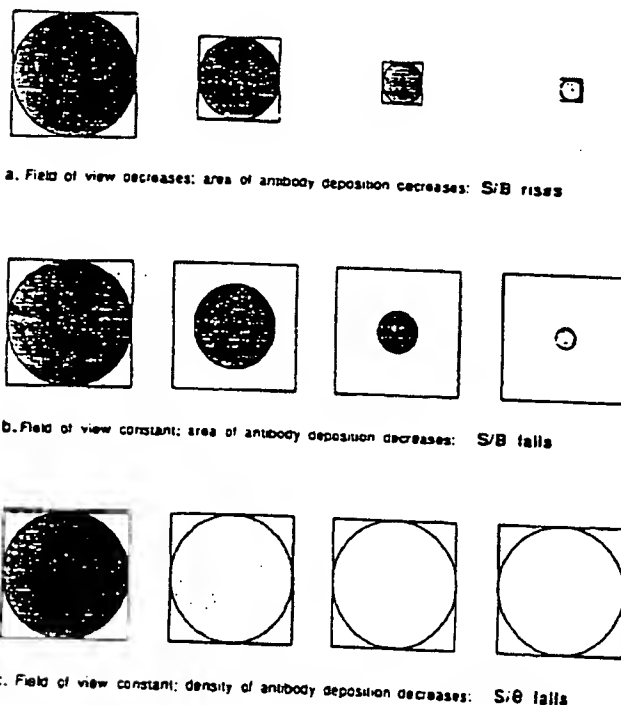 a. Field of view decreases: area of antibody deposition decreases: S/B rises
b. Field of view constant: area of antibody deposition decreases: S/B falls
c. Field of view constant: density of antibody deposition decreases: S/B falls